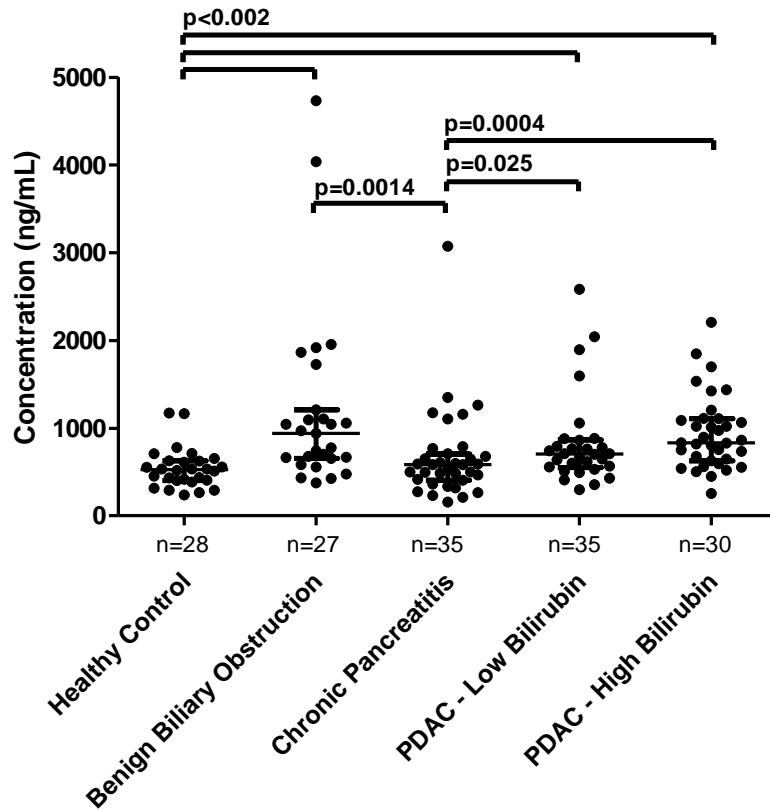 p<0.002
5000
p=0.0004
p=0.025
4000
p=0.0014
3000
2000
1000
0
Concentration (ng/mL)
n=28
n=27
n=35
n=35
n=30
Healthy Control
Benign Biliary Obstruction
Chronic Pancreatitis
PDAC - Low Bilirubin
PDAC - High Bilirubin